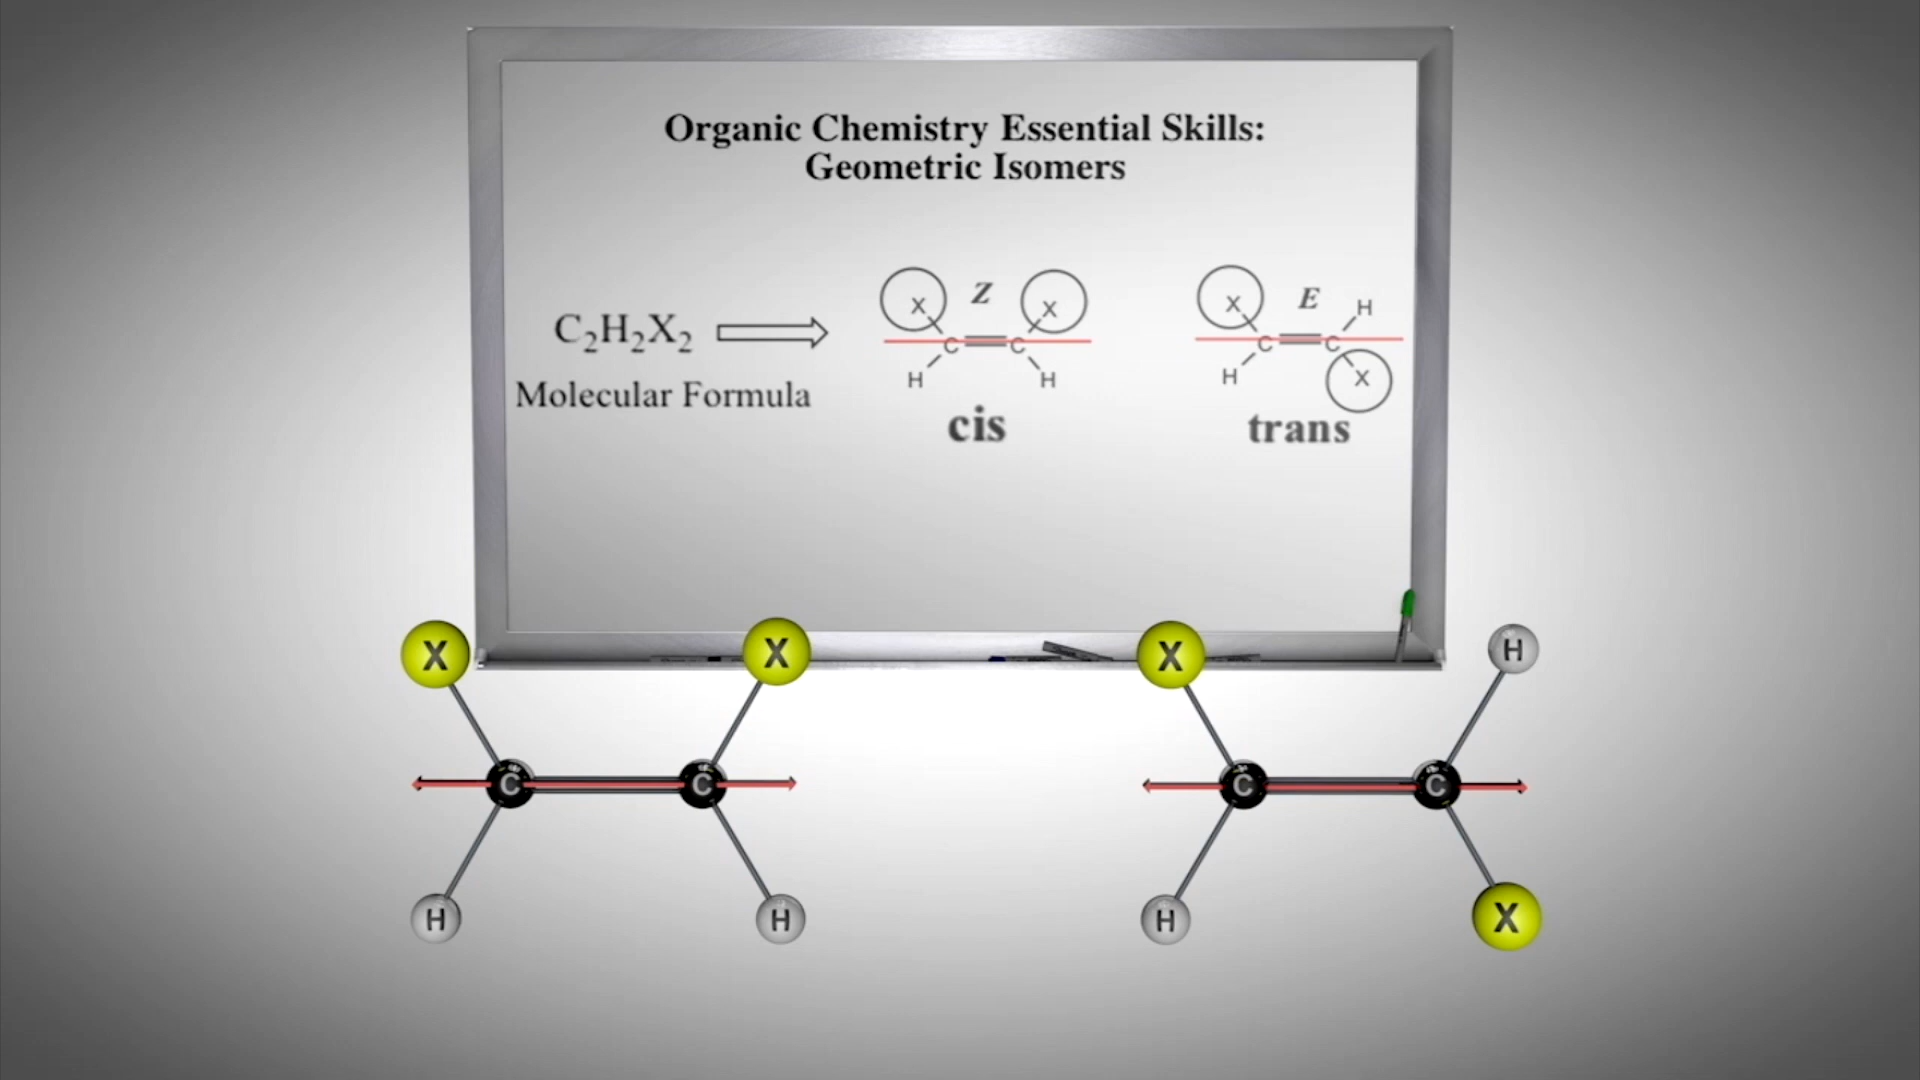 Organic Chemistry Essential Skills:
Geometric Isomers
C₂H₂X₂
Molecular Formula
X Z X
C C
H H
cis
X E H
C C
H X
trans
X X
C C
H H
X H
C C
H X